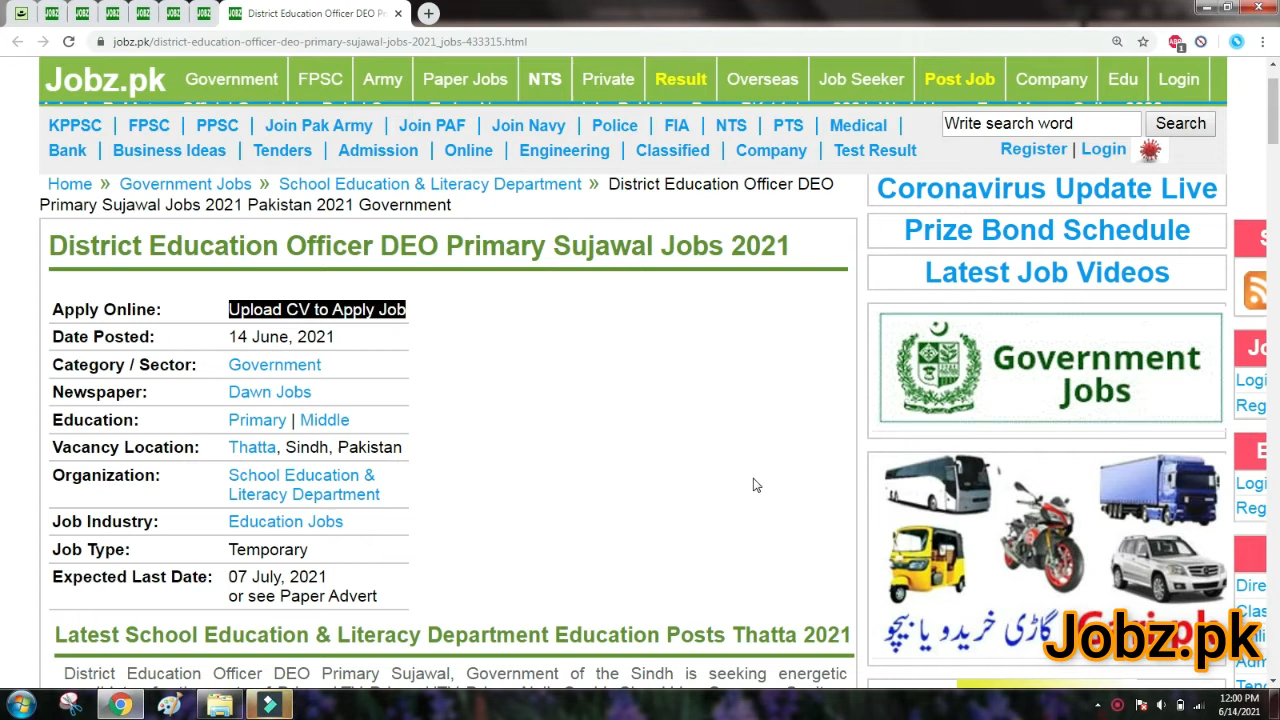 District Education Officer DEO Pri
jobz.pk/district-education-officer-deo-primary-sujawal-jobs-2021_jobs-433315.html
Jobz.pk Government FPSC Army Paper Jobs NTS Private Result Overseas Job Seeker Post Job Company Edu Login
KPPSC | FPSC | PPSC | Join Pak Army | Join PAF | Join Navy | Police | FIA | NTS | PTS | Medical |
Bank | Business Ideas | Tenders | Admission | Online | Engineering | Classified | Company | Test Result
Write search word Search
Register | Login
Home » Government Jobs » School Education & Literacy Department » District Education Officer DEO
Primary Sujawal Jobs 2021 Pakistan 2021 Government
District Education Officer DEO Primary Sujawal Jobs 2021
Apply Online: Upload CV to Apply Job
Date Posted: 14 June, 2021
Category / Sector: Government
Newspaper: Dawn Jobs
Education: Primary | Middle
Vacancy Location: Thatta, Sindh, Pakistan
Organization: School Education &
Literacy Department
Job Industry: Education Jobs
Job Type: Temporary
Expected Last Date: 07 July, 2021
or see Paper Advert
Latest School Education & Literacy Department Education Posts Thatta 2021
District Education Officer DEO Primary Sujawal, Government of the Sindh is seeking energetic
Coronavirus Update Live
Prize Bond Schedule
Latest Job Videos
Government
Jobs
گاڑی خریدو یا بیچو
Jobz.pk
Logi
Reg
Logi
Reg
Dire
12:00 PM
6/14/2021